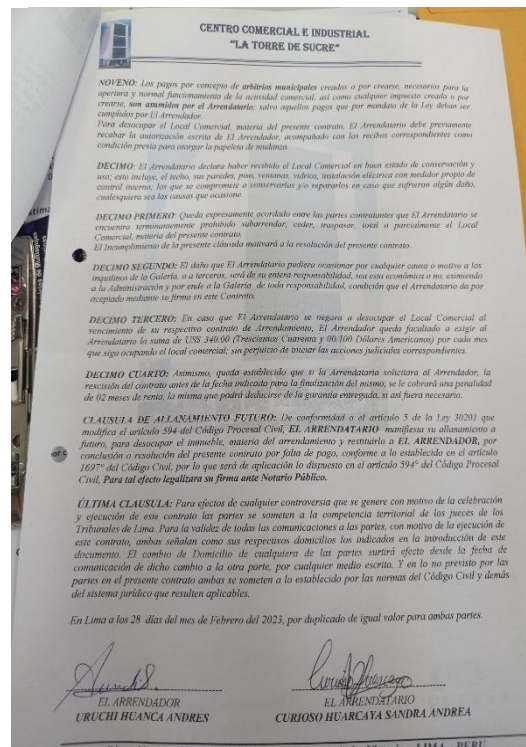 CENTRO COMERCIAL E INDUSTRIAL
"LA TORRE DE SUCRE"
NOVENO: Los pagos por concepto de arbitrios municipales creados o por crearse, necesarios para la
apertura y normal funcionamiento de la actividad comercial, así como cualquier impuesto creado o por
crearse, son asumidos por el Arrendatario; salvo aquellos pagos que por mandato de la Ley deban ser
cumplidos por El Arrendador.
Para desocupar el Local Comercial, materia del presente contrato, El Arrendatario debe previamente
recabar la autorización escrita de El Arrendador, acompañado con los recibos correspondientes como
condición previa para otorgar la papeleta de mudanza.
DECIMO: El Arrendatario declara haber recibido el Local Comercial en buen estado de conservación y
uso; esto incluye, el techo, sus paredes, piso, ventanas, vidrios, instalación eléctrica con medidor propio de
control interno; los que se compromete a conservarlas y/o repararlos en caso que sufrieran algún daño,
cualesquiera sea las causas que ocasione.
DECIMO PRIMERO: Queda expresamente acordado entre las partes contratantes que El Arrendatario se
encuentra terminantemente prohibido subarrendar, ceder, traspasar, total o parcialmente el Local
Comercial, materia del presente contrato.
El Incumplimiento de la presente cláusula motivará a la resolución del presente contrato.
DECIMO SEGUNDO: El daño que El Arrendatario pudiera ocasionar por cualquier causa o motivo a los
inquilinos de la Galería, o a terceros, será de su entera responsabilidad, sea esta económica o no, eximiendo
a la Administración y por ende a la Galería de toda responsabilidad, condición que el Arrendatario da por
aceptado mediante su firma en este Contrato.
DECIMO TERCERO: En caso que El Arrendatario se negara a desocupar el Local Comercial al
vencimiento de su respectivo contrato de Arrendamiento, El Arrendador queda facultado a exigir al
Arrendatario la suma de US$ 340.00 (Trescientos Cuarenta y 00/100 Dólares Americanos) por cada mes
que siga ocupando el local comercial; sin perjuicio de iniciar las acciones judiciales correspondientes.
DECIMO CUARTO: Asimismo, queda establecido que si la Arrendatario solicitara al Arrendador, la
rescisión del contrato antes de la fecha indicada para la finalización del mismo, se le cobrará una penalidad
de 02 meses de renta, la misma que podrá deducirse de la garantía entregada, si así fuera necesario.
CLAUSULA DE ALLANAMIENTO FUTURO: De conformidad a el artículo 5 de la Ley 30201 que
modifica el artículo 594 del Código Procesal Civil, EL ARRENDATARIO manifiesta su allanamiento a
futuro, para desocupar el inmueble, materia del arrendamiento y restituirlo a EL ARRENDADOR, por
conclusión o resolución del presente contrato por falta de pago, conforme a lo establecido en el artículo
1697° del Código Civil, por lo que será de aplicación lo dispuesto en el artículo 594° del Código Procesal
Civil, Para tal efecto legalizara su firma ante Notario Público.
ÚLTIMA CLAUSULA: Para efectos de cualquier controversia que se genere con motivo de la celebración
y ejecución de este contrato las partes se someten a la competencia territorial de los jueces de los
Tribunales de Lima. Para la validez de todas las comunicaciones a las partes, con motivo de la ejecución de
este contrato, ambas señalan como sus respectivos domicilios los indicados en la introducción de este
documento. El cambio de Domicilio de cualquiera de las partes surtirá efecto desde la fecha de
comunicación de dicho cambio a la otra parte, por cualquier medio escrito. Y en lo no previsto por las
partes en el presente contrato ambas se someten a lo establecido por las normas del Código Civil y demás
del sistema jurídico que resulten aplicables.
En Lima a los 28 días del mes de Febrero del 2023, por duplicado de igual valor para ambas partes.
EL ARRENDADOR
URUCHI HUANCA ANDRES
EL ARRENDATARIO
CURIOSO HUARCAYA SANDRA ANDREA
LIMA - PERU